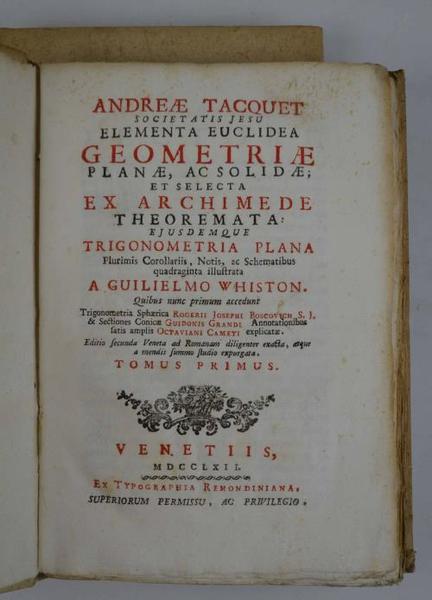 ANDREÆ TACQUET
SOCIETATIS JESU
ELEMENTA EUCLIDEA
GEOMETRIÆ
PLANÆ, AC SOLIDÆ;
ET SELECTA
EX ARCHIMEDE
THEOREMATA:
EJUSDEMQUE
TRIGONOMETRIA PLANA
Plurimis Corollariis, Notis, ac Schematibus
quadraginta illustrata
A GUILIELMO WHISTON.
Quibus nunc primum accedunt
Trigonometria Sphærica ROGERII JOSEPHI BOSCOVICH S. J.
& Sectiones Conicæ GUIDONIS GRANDI Annotationibus
satis amplis OCTAVIANI CAMETI explicatæ.
Editio secunda Veneta ad Romanam diligenter exacta, atque
a mendis summo studio expurgata.
TOMUS PRIMUS.
VENETIIS,
MDCCLXII.
EX TYPOGRAPHIA REMONDINIANA,
SUPERIORUM PERMISSU, AC PRIVILEGIO.